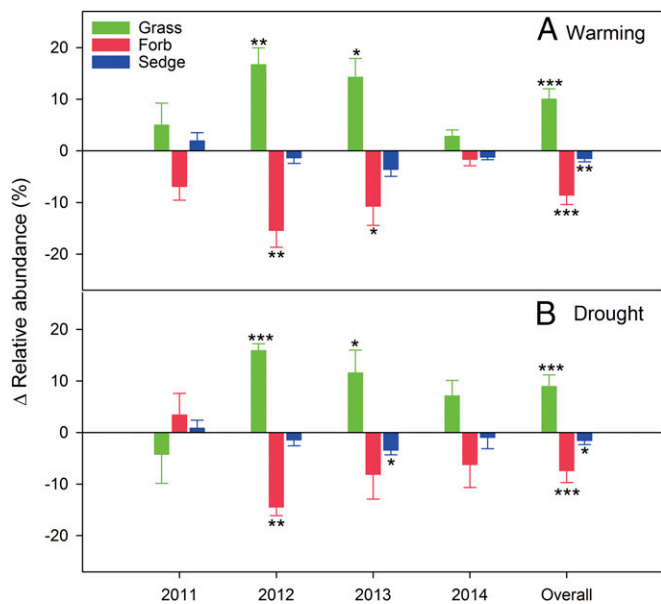 Grass
Forb
Sedge
A Warming
20
10
0
-10
-20
** * *** ** * *** **
B Drought
20
10
0
-10
-20
*** * *** ** * *** *
Δ Relative abundance (%)
2011 2012 2013 2014 Overall